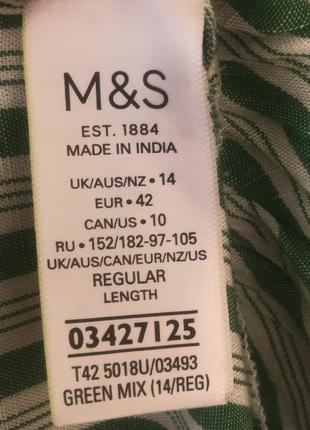 M&S
EST. 1884
MADE IN INDIA
UK/AUS/NZ • 14
EUR • 42
CAN/US • 10
RU • 152/182-97-105
UK/AUS/CAN/EUR/NZ/US
REGULAR
LENGTH
03427125
T42 5018U/03493
GREEN MIX (14/REG)